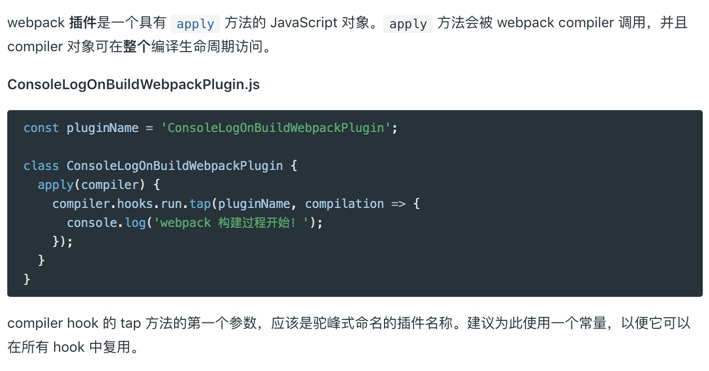 webpack 插件是一个具有 apply 方法的 JavaScript 对象。apply 方法会被 webpack compiler 调用，并且
compiler 对象可在整个编译生命周期访问。
ConsoleLogOnBuildWebpackPlugin.js
const pluginName = 'ConsoleLogOnBuildWebpackPlugin';
class ConsoleLogOnBuildWebpackPlugin {
  apply(compiler) {
    compiler.hooks.run.tap(pluginName, compilation => {
      console.log('webpack 构建过程开始！');
    });
  }
}
compiler hook 的 tap 方法的第一个参数，应该是驼峰式命名的插件名称。建议为此使用一个常量，以便它可以
在所有 hook 中复用。